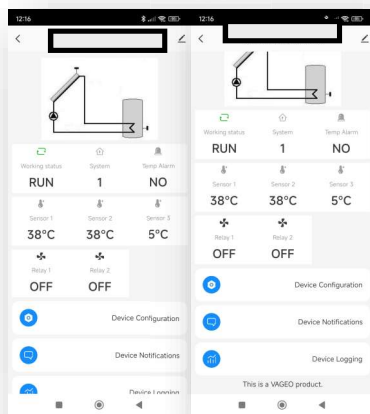 12:16
Working status System Temp Alarm
RUN 1 NO
Sensor 1 Sensor 2 Sensor 3
38°C 38°C 5°C
Relay 1 Relay 2
OFF OFF
Device Configuration
Device Notifications
Device Logging
12:16
Working status System Temp Alarm
RUN 1 NO
Sensor 1 Sensor 2 Sensor 3
38°C 38°C 5°C
Relay 1 Relay 2
OFF OFF
Device Configuration
Device Notifications
Device Logging
This is a VAGEO product.